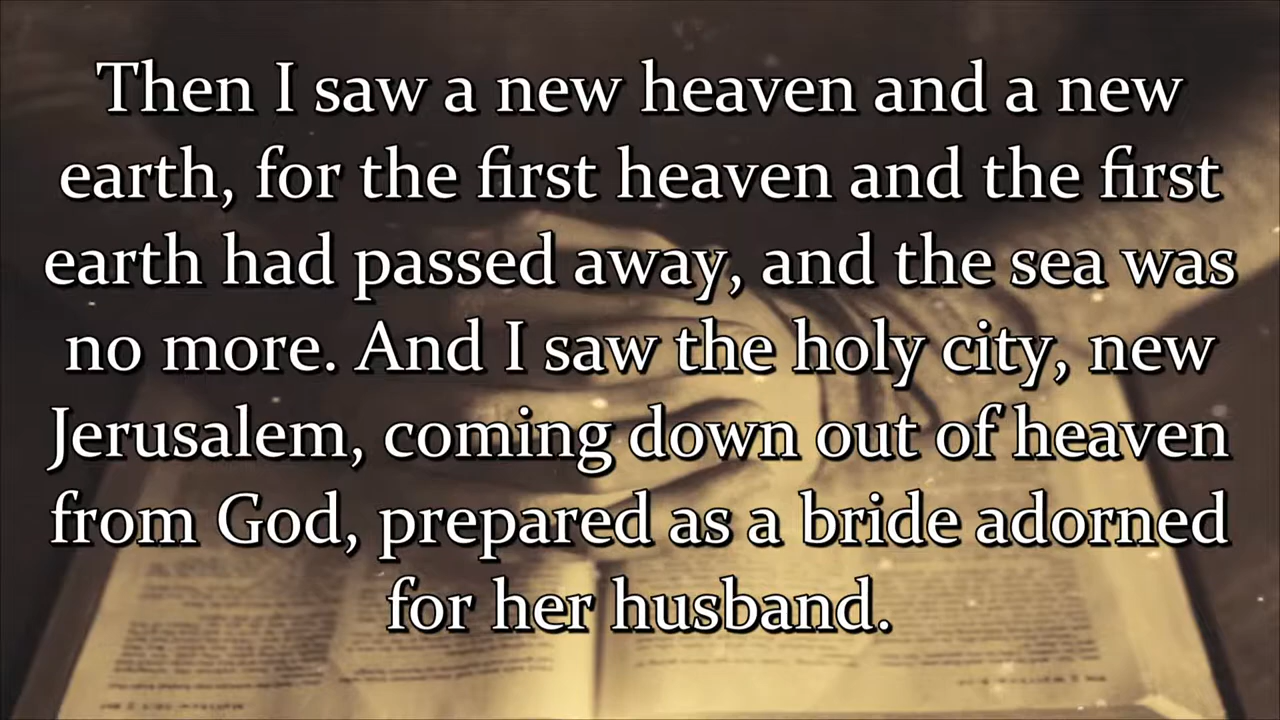 Then I saw a new heaven and a new
earth, for the first heaven and the first
earth had passed away, and the sea was
no more. And I saw the holy city, new
Jerusalem, coming down out of heaven
from God, prepared as a bride adorned
for her husband.